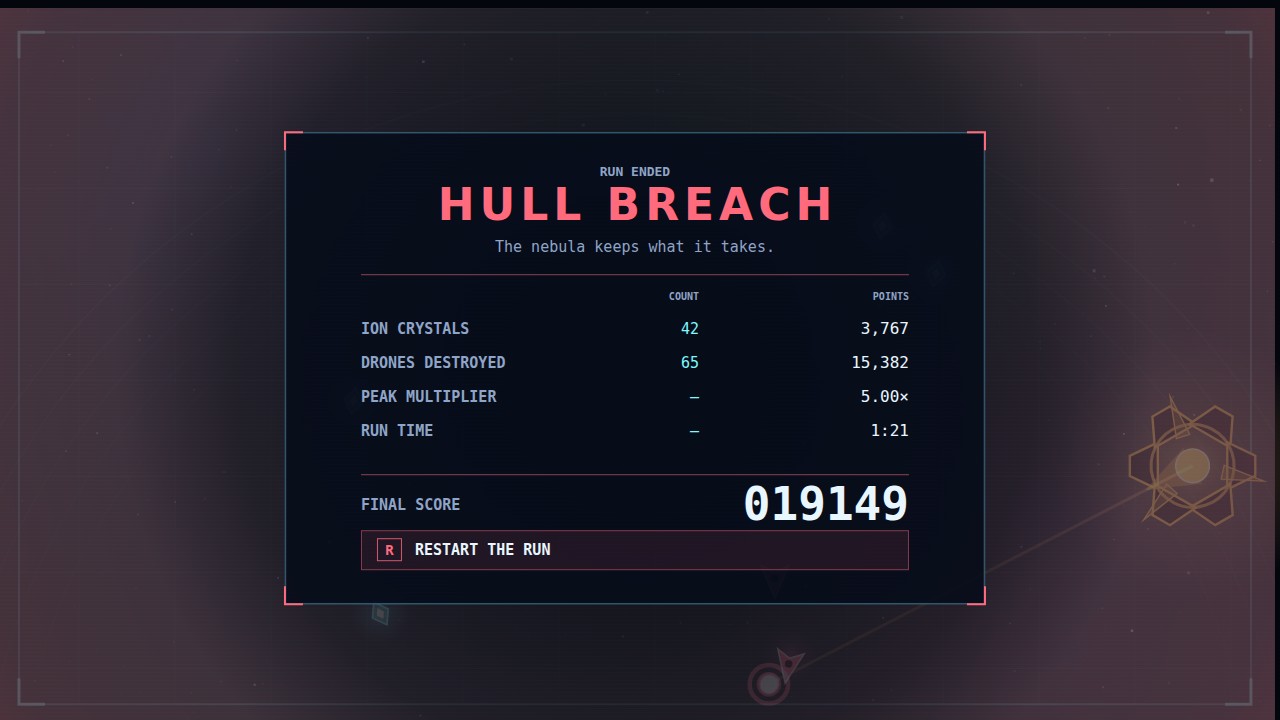 RUN ENDED
HULL BREACH
The nebula keeps what it takes.
COUNT POINTS
ION CRYSTALS 42 3,767
DRONES DESTROYED 65 15,382
PEAK MULTIPLIER — 5.00×
RUN TIME — 1:21
FINAL SCORE 019149
R RESTART THE RUN